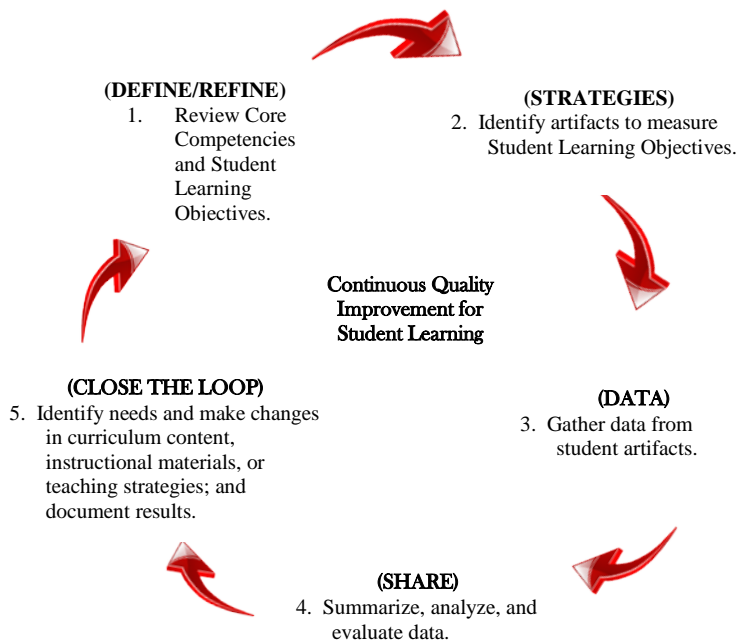 (DEFINE/REFINE)
1. Review Core
Competencies
and Student
Learning
Objectives.
(STRATEGIES)
2. Identify artifacts to measure
Student Learning Objectives.
Continuous Quality
Improvement for
Student Learning
(DATA)
3. Gather data from
student artifacts.
(SHARE)
4. Summarize, analyze, and
evaluate data.
(CLOSE THE LOOP)
5. Identify needs and make changes
in curriculum content,
instructional materials, or
teaching strategies; and
document results.